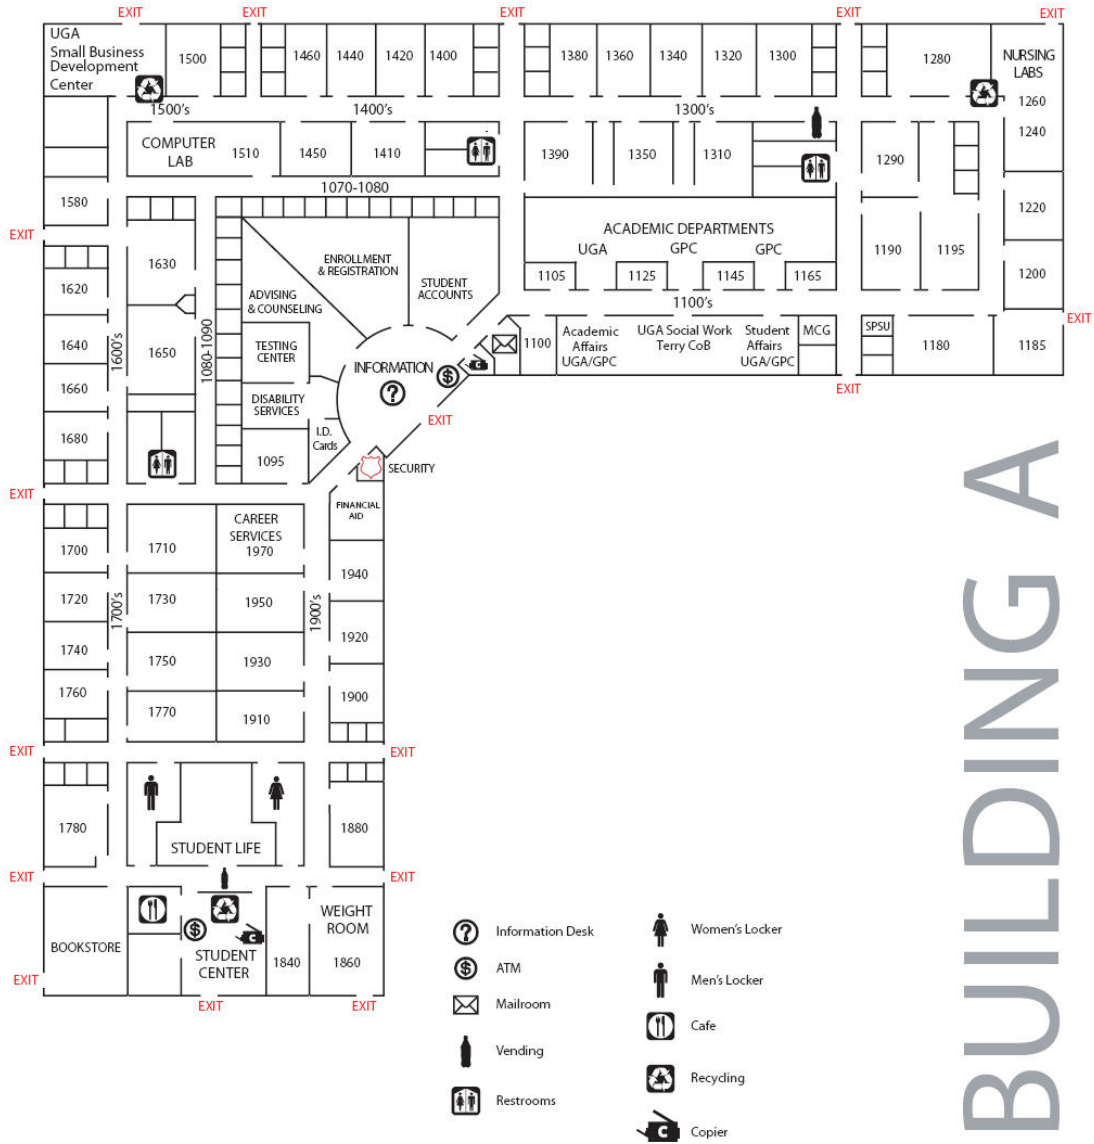 EXIT
EXIT
EXIT
EXIT
EXIT
UGA
Small Business
Development
Center
1500
1460
1440
1420
1400
1380
1360
1340
1320
1300
1280
NURSING
LABS
1260
1240
1500's
1400's
1300's
COMPUTER
LAB
1510
1450
1410
1390
1350
1310
1290
1070-1080
1580
1220
EXIT
1630
ENROLLMENT
& REGISTRATION
STUDENT
ACCOUNTS
ACADEMIC DEPARTMENTS
UGA
GPC
GPC
1190
1195
1105
1125
1145
1165
1200
1100's
1620
ADVISING
& COUNSELING
EXIT
1640
1600's
1650
1080-1090
TESTING
CENTER
INFORMATION
1100
Academic
Affairs
UGA/GPC
UGA Social Work
Terry CoB
Student
Affairs
UGA/GPC
MCG
SPSU
1180
1185
EXIT
1660
DISABILITY
SERVICES
EXIT
1680
I.D.
Cards
1095
SECURITY
EXIT
FINANCIAL
AID
CAREER
SERVICES
1970
1700
1710
1940
1720
1700's
1730
1950
1900's
1920
1740
1750
1930
1760
1770
1910
1900
EXIT
EXIT
1780
STUDENT LIFE
1880
EXIT
EXIT
BOOKSTORE
STUDENT
CENTER
1840
WEIGHT
ROOM
1860
EXIT
EXIT
EXIT
?
Information Desk
$
ATM
Mailroom
Vending
Restrooms
Women's Locker
Men's Locker
Cafe
Recycling
C
Copier
BUILDING A